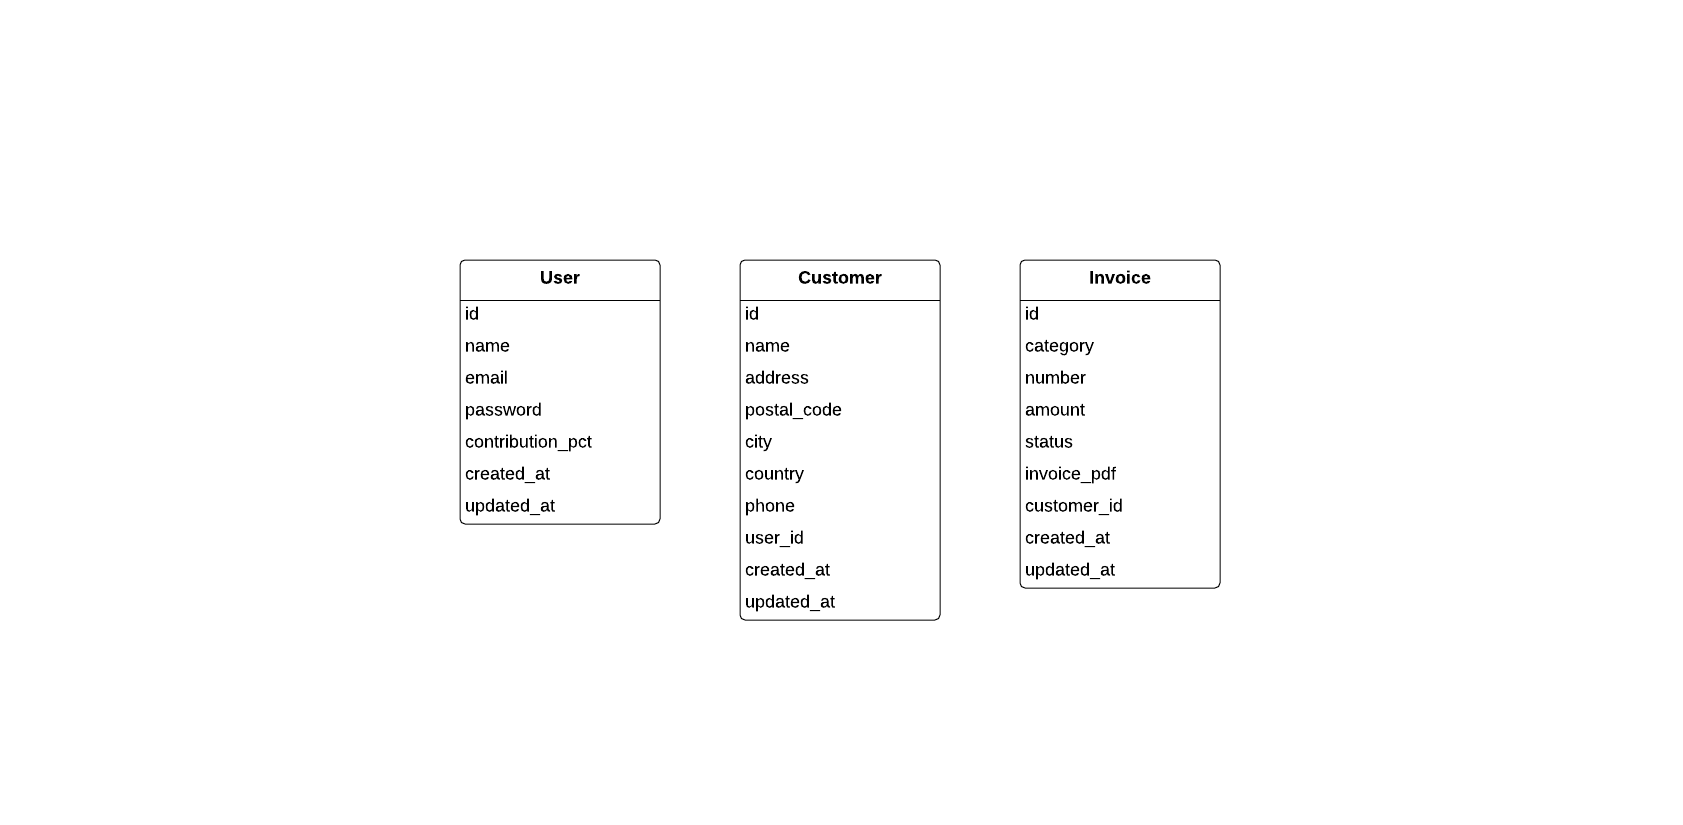 User
id
name
email
password
contribution_pct
created_at
updated_at
Customer
id
name
address
postal_code
city
country
phone
user_id
created_at
updated_at
Invoice
id
category
number
amount
status
invoice_pdf
customer_id
created_at
updated_at